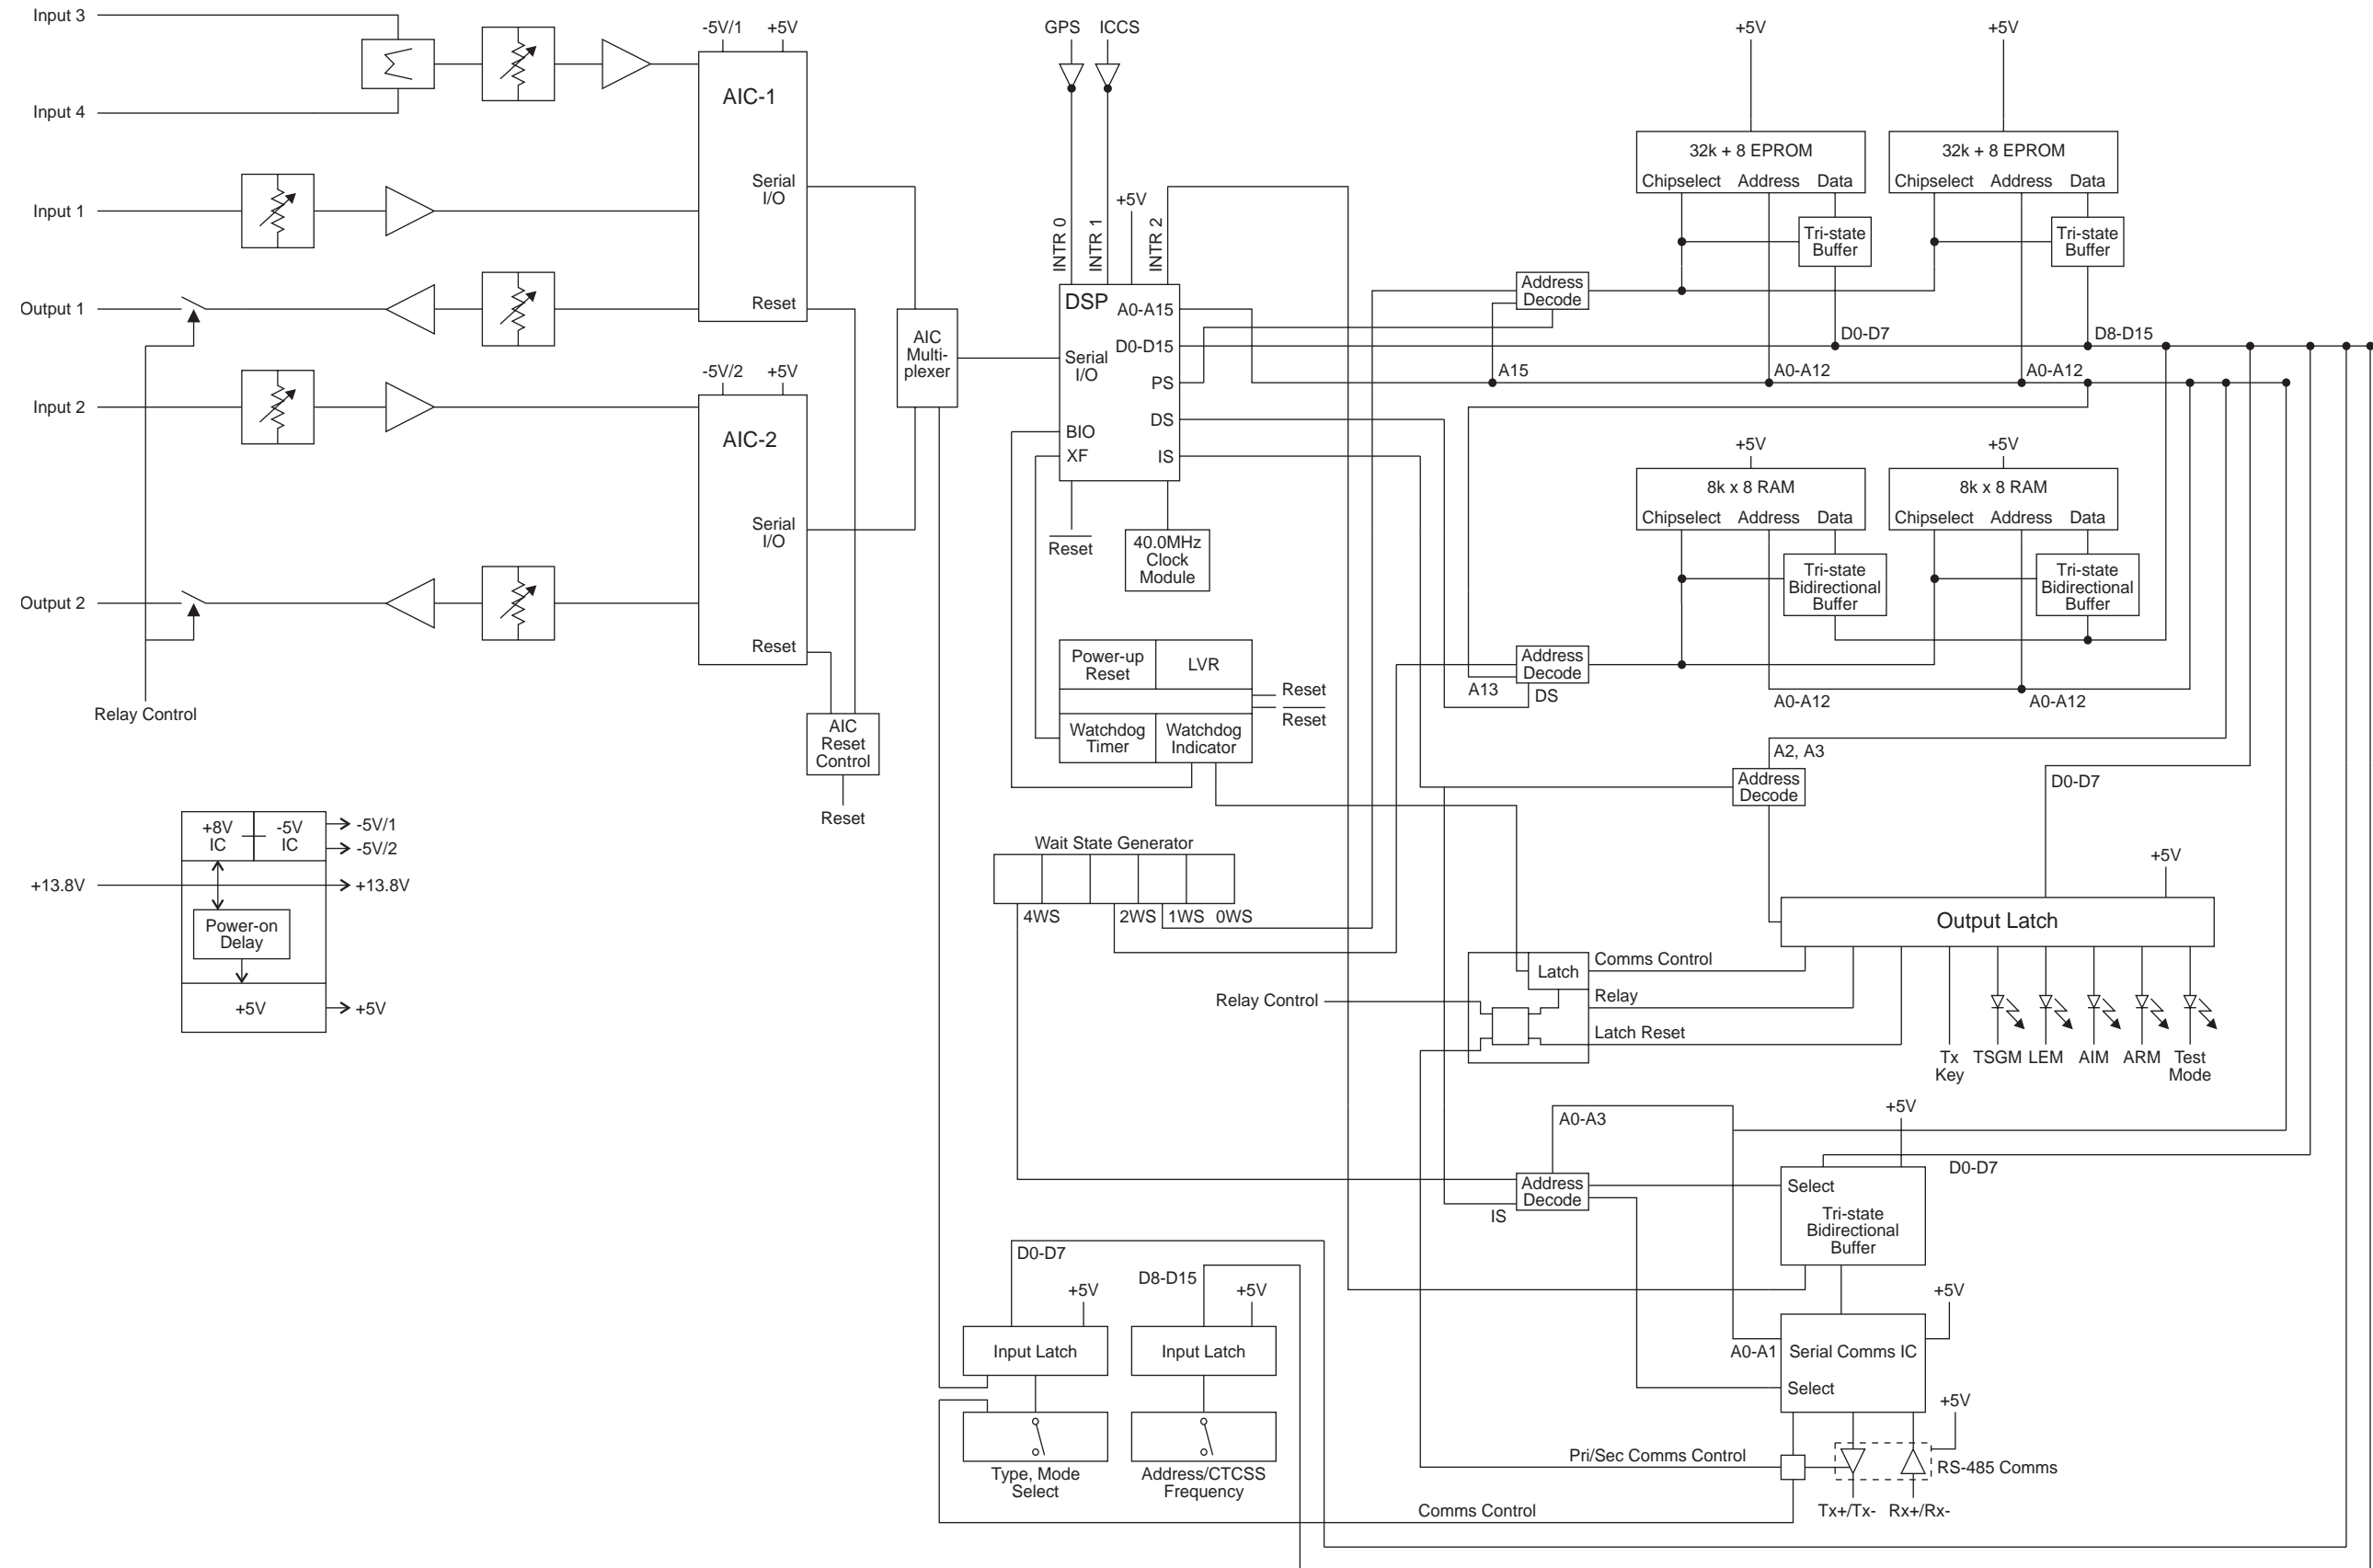 Input 3
Input 4
Input 1
Output 1
Input 2
Output 2
Relay Control
-5V/1
+5V
AIC-1
Serial
I/O
Reset
-5V/2
+5V
AIC-2
Serial
I/O
Reset
AIC
Reset
Control
Reset
AIC
Multi-
plexer
+8V
IC
-5V
IC
-5V/1
-5V/2
+13.8V
+13.8V
Power-on
Delay
+5V
+5V
GPS
ICCS
INTR 0
INTR 1
+5V
INTR 2
DSP
A0-A15
D0-D15
Serial
I/O
PS
DS
BIO
XF
IS
Reset
40.0MHz
Clock
Module
Power-up
Reset
LVR
Reset
Reset
Watchdog
Timer
Watchdog
Indicator
Wait State Generator
4WS
2WS
1WS
0WS
+5V
32k + 8 EPROM
Chipselect
Address
Data
Tri-state
Buffer
+5V
32k + 8 EPROM
Chipselect
Address
Data
Tri-state
Buffer
Address
Decode
D0-D7
D8-D15
A15
A0-A12
A0-A12
+5V
8k x 8 RAM
Chipselect
Address
Data
Tri-state
Bidirectional
Buffer
+5V
8k x 8 RAM
Chipselect
Address
Data
Tri-state
Bidirectional
Buffer
Address
Decode
A13
DS
A0-A12
A0-A12
A2, A3
Address
Decode
D0-D7
+5V
Output Latch
Latch
Comms Control
Relay Control
Relay
Latch Reset
Tx
Key
TSGM
LEM
AIM
ARM
Test
Mode
A0-A3
+5V
D0-D7
Address
Decode
IS
Select
Tri-state
Bidirectional
Buffer
D0-D7
D8-D15
+5V
+5V
Input Latch
Input Latch
Type, Mode
Select
Address/CTCSS
Frequency
+5V
A0-A1
Serial Comms IC
Select
+5V
Pri/Sec Comms Control
RS-485 Comms
Comms Control
Tx+/Tx-
Rx+/Rx-